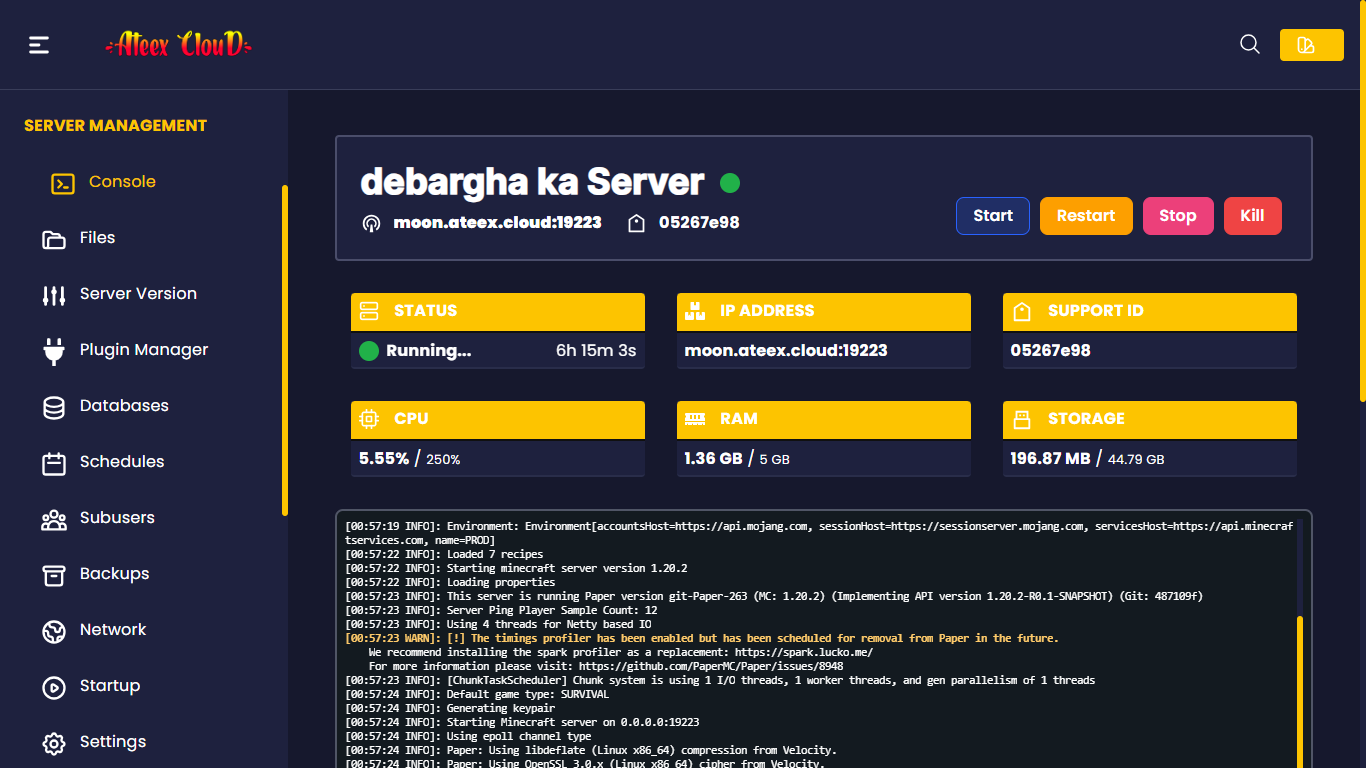 Ateex CLouD
SERVER MANAGEMENT
Console
Files
Server Version
Plugin Manager
Databases
Schedules
Subusers
Backups
Network
Startup
Settings
debargha ka Server
moon.ateex.cloud:19223 05267e98
Start Restart Stop Kill
STATUS
Running... 6h 15m 3s
IP ADDRESS
moon.ateex.cloud:19223
SUPPORT ID
05267e98
CPU
5.55% / 250%
RAM
1.36 GB / 5 GB
STORAGE
196.87 MB / 44.79 GB
[00:57:19 INFO]: Environment: Environment[accountsHost=https://api.mojang.com, sessionHost=https://sessionserver.mojang.com, servicesHost=https://api.minecraf
tservices.com, name=PROD]
[00:57:22 INFO]: Loaded 7 recipes
[00:57:22 INFO]: Starting minecraft server version 1.20.2
[00:57:22 INFO]: Loading properties
[00:57:23 INFO]: This server is running Paper version git-Paper-263 (MC: 1.20.2) (Implementing API version 1.20.2-R0.1-SNAPSHOT) (Git: 487109f)
[00:57:23 INFO]: Server Ping Player Sample Count: 12
[00:57:23 INFO]: Using 4 threads for Netty based IO
[00:57:23 WARN]: [!] The timings profiler has been enabled but has been scheduled for removal from Paper in the future.
We recommend installing the spark profiler as a replacement: https://spark.lucko.me/
For more information please visit: https://github.com/PaperMC/Paper/issues/8948
[00:57:23 INFO]: [ChunkTaskScheduler] Chunk system is using 1 I/O threads, 1 worker threads, and gen parallelism of 1 threads
[00:57:24 INFO]: Default game type: SURVIVAL
[00:57:24 INFO]: Generating keypair
[00:57:24 INFO]: Starting Minecraft server on 0.0.0.0:19223
[00:57:24 INFO]: Using epoll channel type
[00:57:24 INFO]: Paper: Using libdeflate (Linux x86_64) compression from Velocity.
[00:57:24 INFO]: Paper: Using OpenSSL 3.0.x (Linux x86_64) cipher from Velocity.